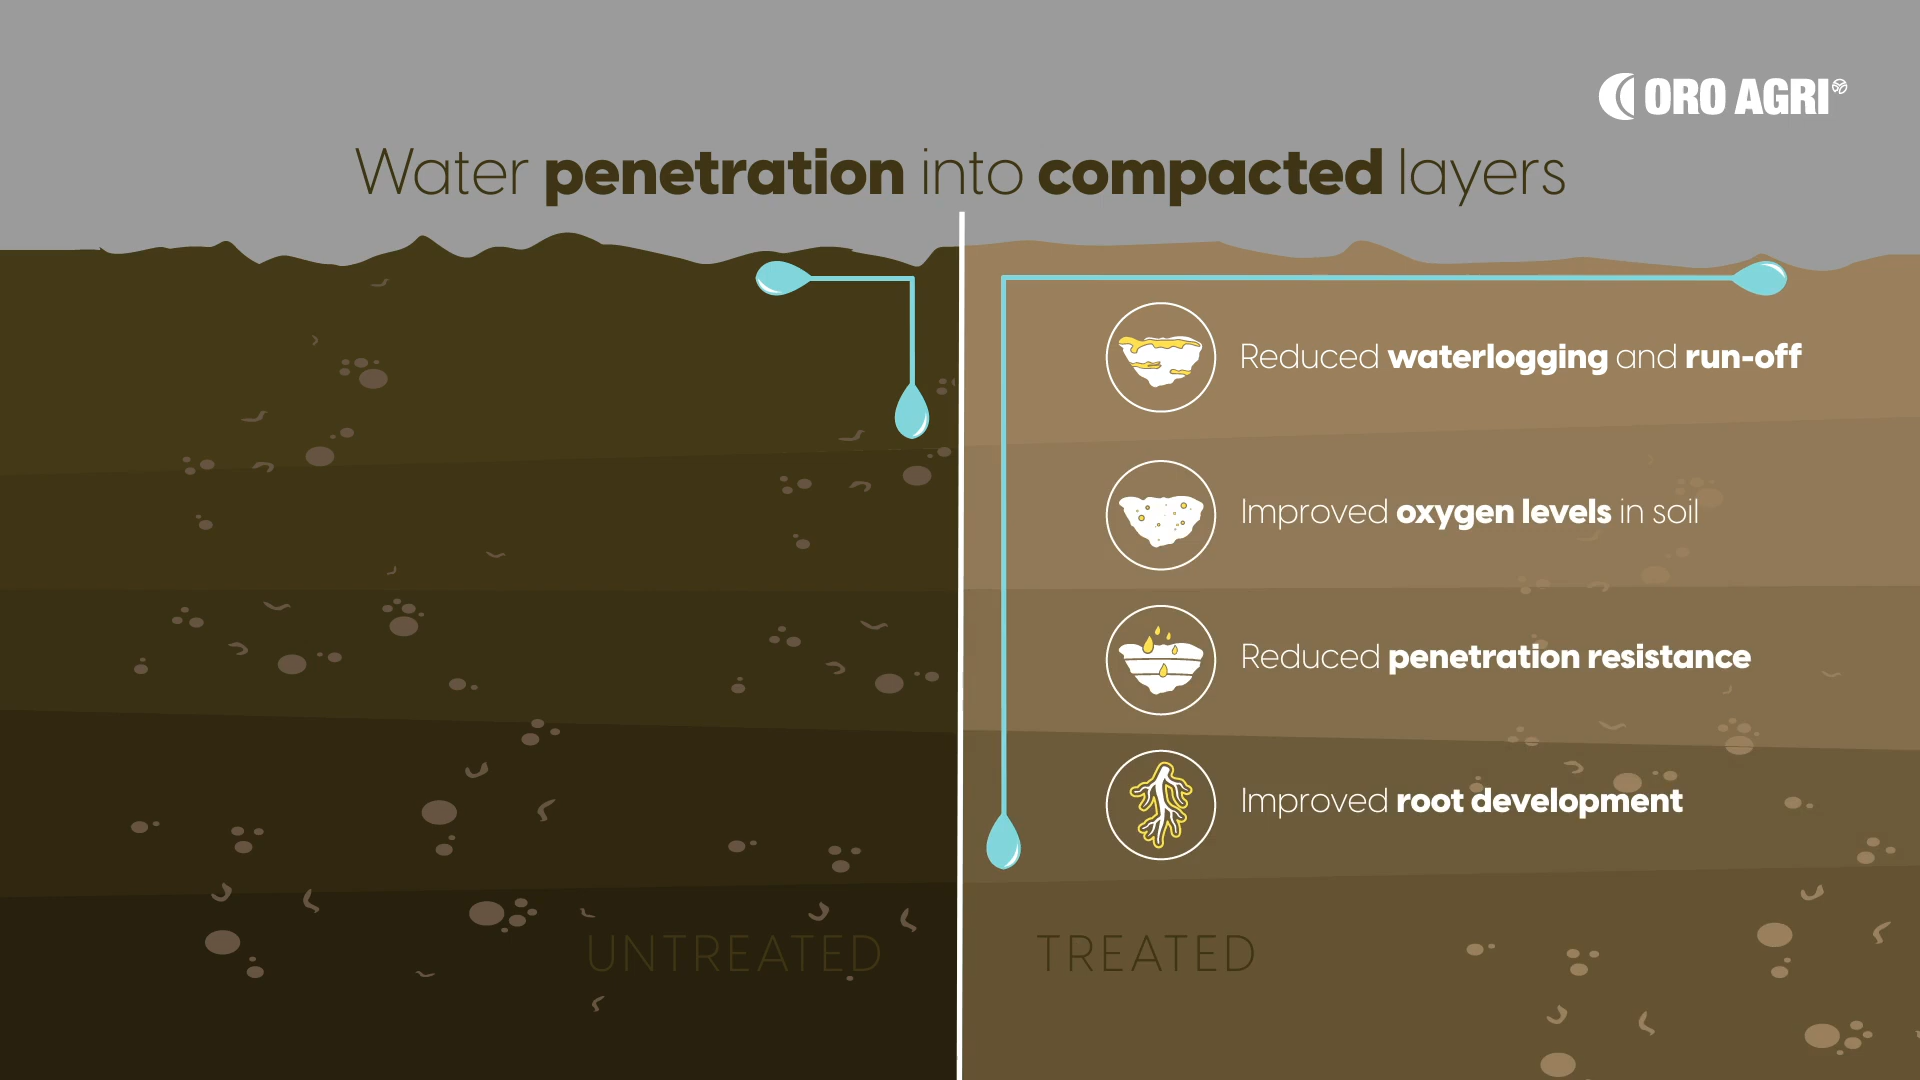 ORO AGRI
Water penetration into compacted layers
Reduced waterlogging and run-off
Improved oxygen levels in soil
Reduced penetration resistance
Improved root development
UNTREATED
TREATED